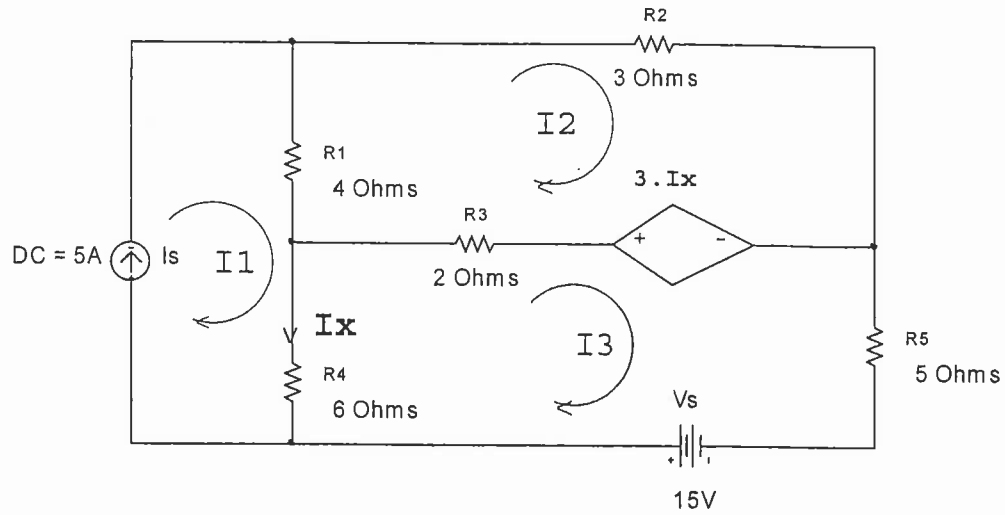 R2
3 Ohms
I2
R1
4 Ohms
3.Ix
R3
+ -
2 Ohms
DC = 5A
Is
I1
Ix
I3
R4
6 Ohms
R5
5 Ohms
Vs
+ -
15V